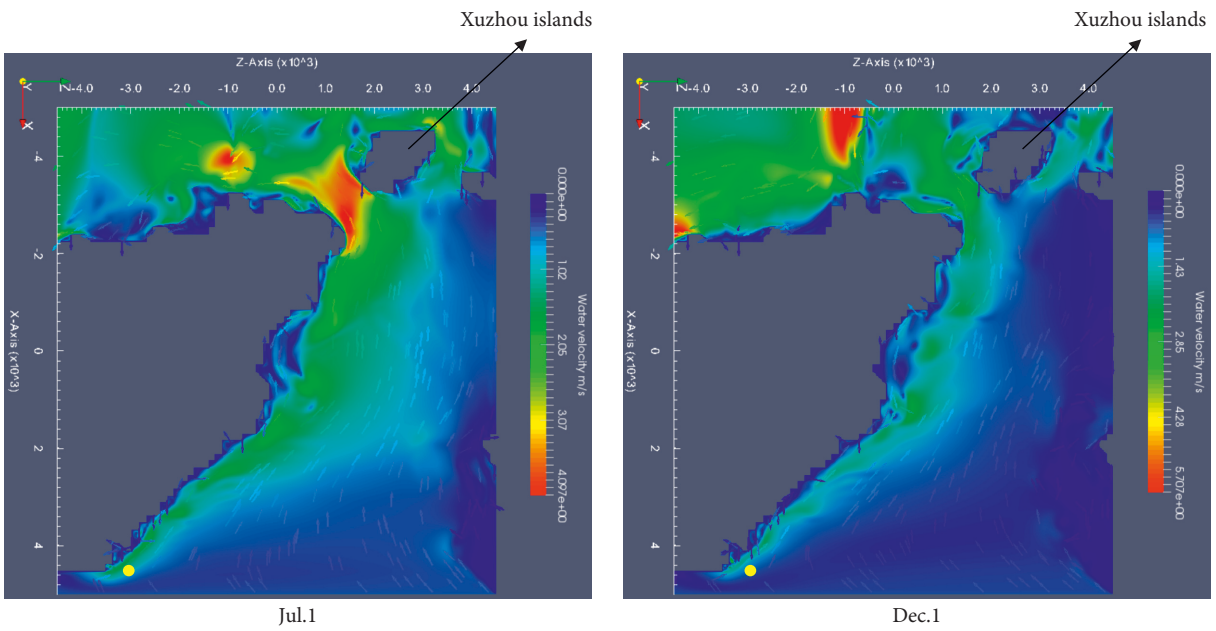 Xuzhou islands
Xuzhou islands
Z-Axis (x10^3)
N-4.0 -2.0 -1.0 0.0 1.0 2.0 3.0 4.0
Y
X
-4
-2
0
2
4
X-Axis (x10^3)
0.000e+00
1.02
2.05
3.07
4.097e+00
Water velocity m/s
Jul.1
Z-Axis (x10^3)
N-4.0 -3.0 -2.0 -1.0 0.0 1.0 2.0 3.0 4.0
Y
X
-4
-2
0
2
4
X-Axis (x10^3)
0.000e+00
1.43
2.85
4.28
5.707e+00
Water velocity m/s
Dec.1